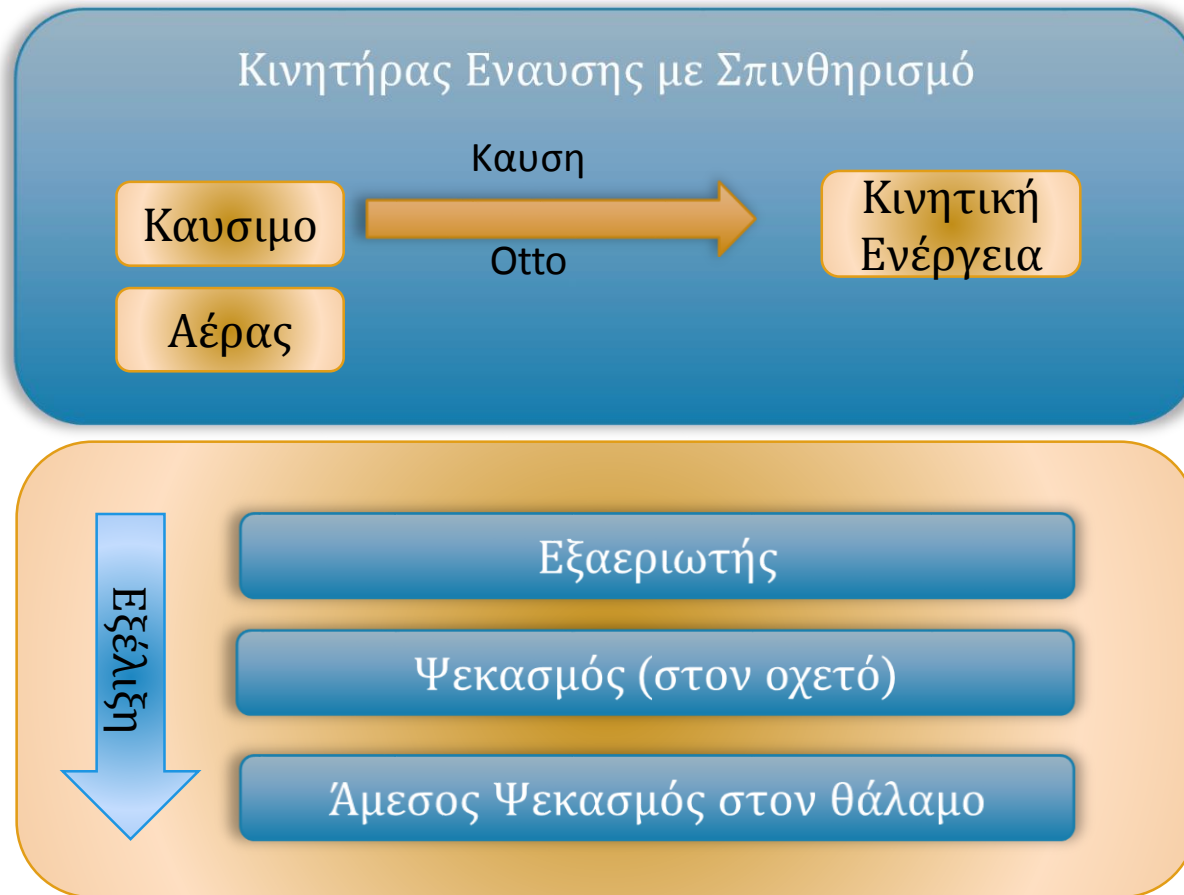 Κινητήρας Εναυσης με Σπινθηρισμό
Καυση
Καυσιμο
Κινητική
Ενέργεια
Otto
Αέρας
Εξέλιξη
Εξαεριωτής
Ψεκασμός (στον οχετό)
Άμεσος Ψεκασμός στον θάλαμο